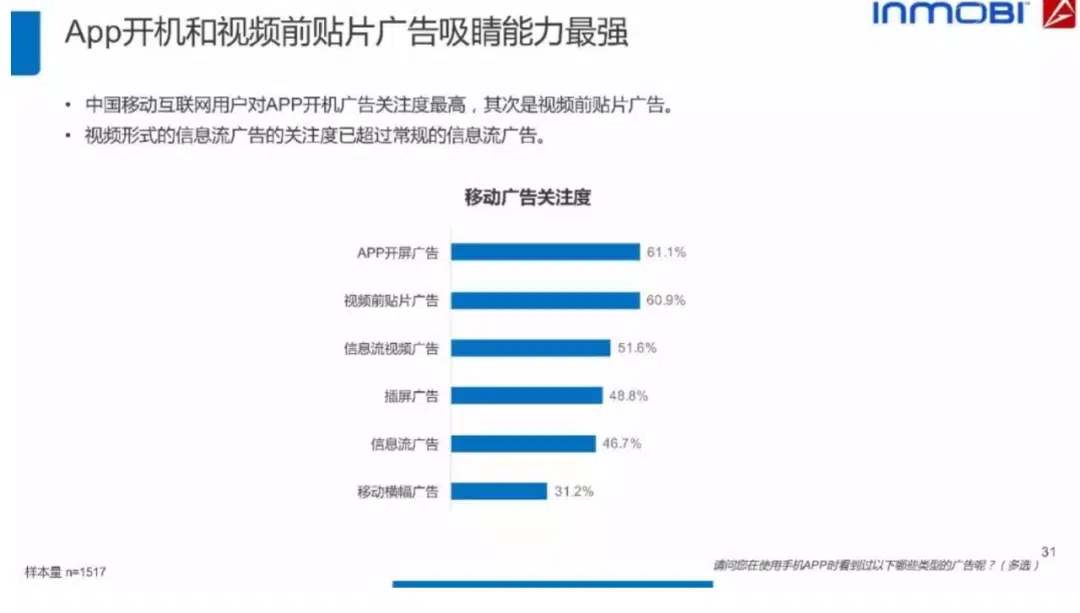 INMOBI
App开机和视频前贴片广告吸睛能力最强
• 中国移动互联网用户对APP开机广告关注度最高，其次是视频前贴片广告。
• 视频形式的信息流广告的关注度已超过常规的信息流广告。
移动广告关注度
APP开屏广告 61.1%
视频前贴片广告 60.9%
信息流视频广告 51.6%
插屏广告 48.8%
信息流广告 46.7%
移动横幅广告 31.2%
31
样本量 n=1517
请问您在使用手机APP时看到过以下哪些类型的广告呢？（多选）